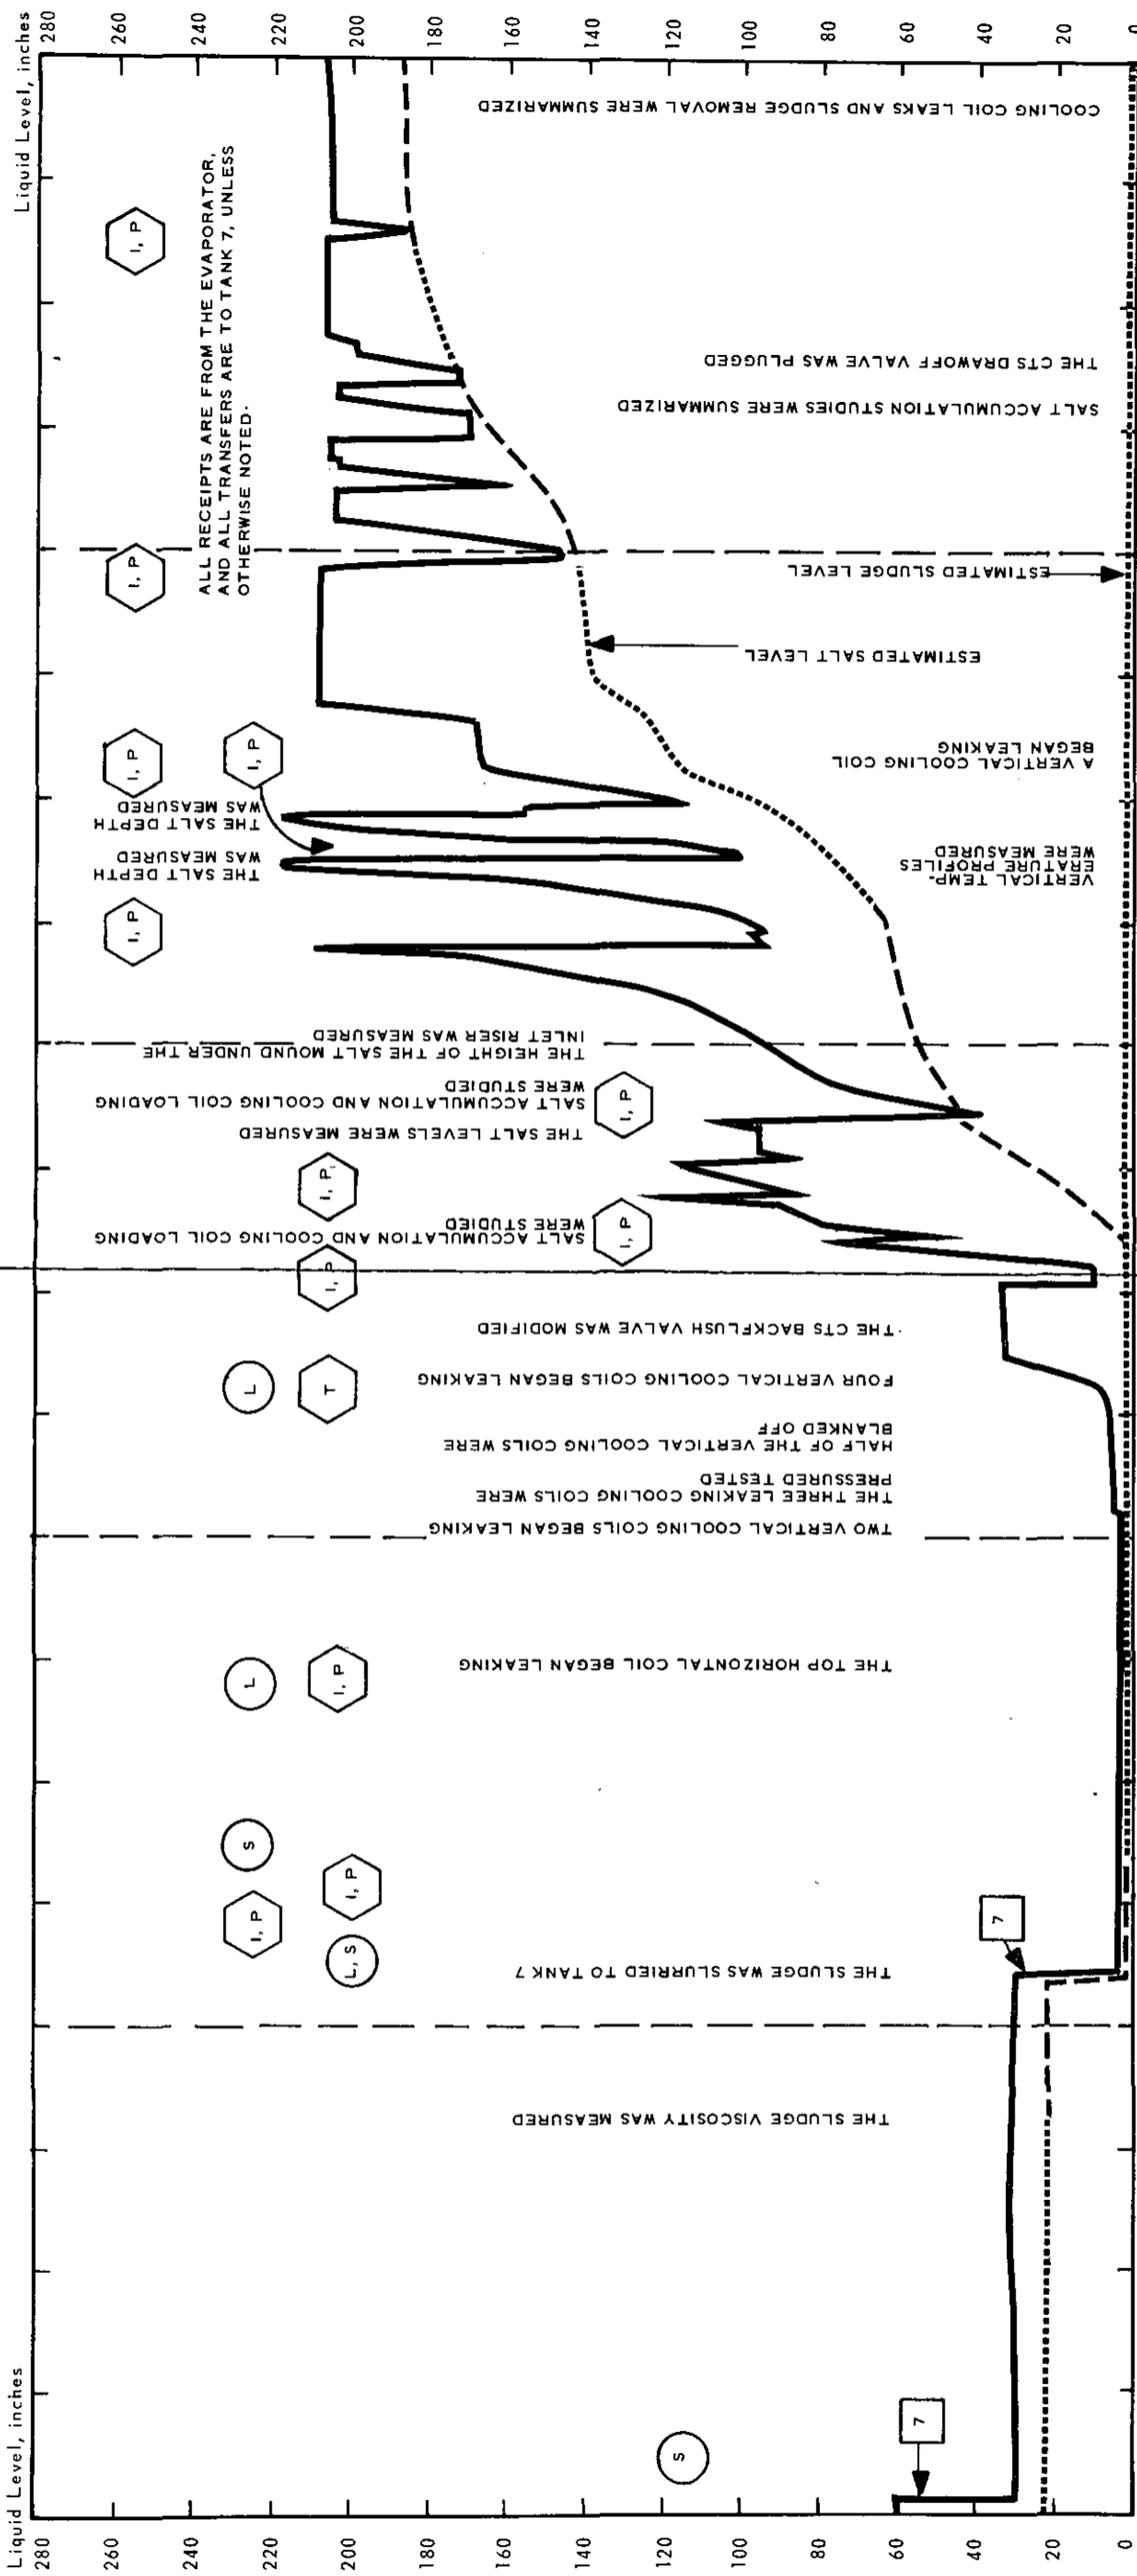 Liquid Level, inches
280
260
240
220
200
180
160
140
120
100
80
60
40
20
0
S
7
THE SLUDGE VISCOSITY WAS MEASURED
THE SLUDGE WAS SLURRIED TO TANK 7
7
L, S
I, P
I, P
S
THE TOP HORIZONTAL COIL BEGAN LEAKING
L
I, P
TWO VERTICAL COOLING COILS BEGAN LEAKING
THE THREE LEAKING COOLING COILS WERE
PRESSURED TESTED
HALF OF THE VERTICAL COOLING COILS WERE
BLANKED OFF
FOUR VERTICAL COOLING COILS BEGAN LEAKING
L
T
THE CTS BACKFLUSH VALVE WAS MODIFIED
I, P
SALT ACCUMULATION AND COOLING COIL LOADING
WERE STUDIED
I, P
I, P
THE SALT LEVELS WERE MEASURED
SALT ACCUMULATION AND COOLING COIL LOADING
WERE STUDIED
I, P
THE HEIGHT OF THE SALT MOUND UNDER THE
INLET RISER WAS MEASURED
I, P
THE SALT DEPTH
WAS MEASURED
THE SALT DEPTH
WAS MEASURED
I, P
I, P
VERTICAL TEMP-
ERATURE PROFILES
WERE MEASURED
A VERTICAL COOLING COIL
BEGAN LEAKING
ESTIMATED SALT LEVEL
ESTIMATED SLUDGE LEVEL
I, P
ALL RECEIPTS ARE FROM THE EVAPORATOR,
AND ALL TRANSFERS ARE TO TANK 7, UNLESS
OTHERWISE NOTED.
SALT ACCUMULATION STUDIES WERE SUMMARIZED
THE CTS DRAWOFF VALVE WAS PLUGGED
I, P
COOLING COIL LEAKS AND SLUDGE REMOVAL WERE SUMMARIZED
Liquid Level, inches
280
260
240
220
200
180
160
140
120
100
80
60
40
20
0